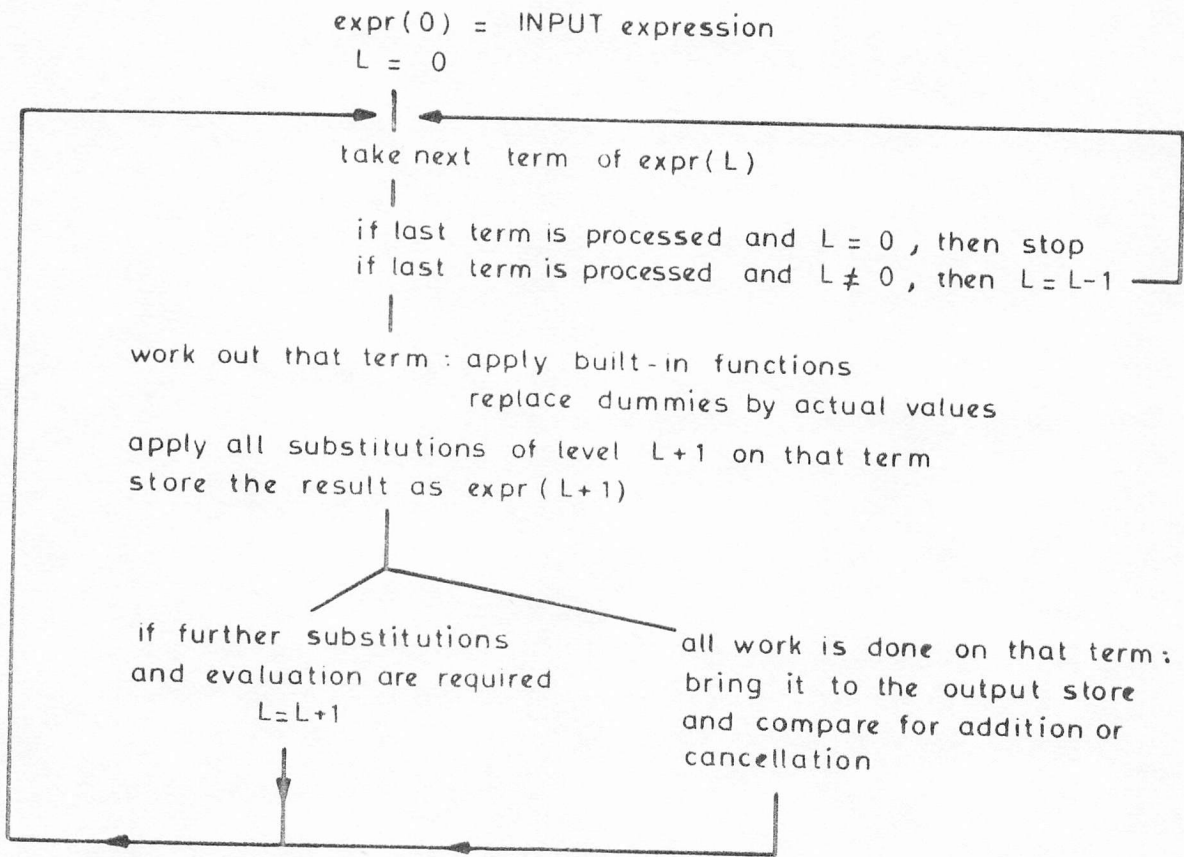 expr(0) = INPUT expression
L = 0
take next term of expr(L)
if last term is processed and L = 0 , then stop
if last term is processed and L ≠ 0 , then L = L-1
work out that term : apply built-in functions
replace dummies by actual values
apply all substitutions of level L+1 on that term
store the result as expr (L+1)
if further substitutions
and evaluation are required
L=L+1
all work is done on that term :
bring it to the output store
and compare for addition or
cancellation